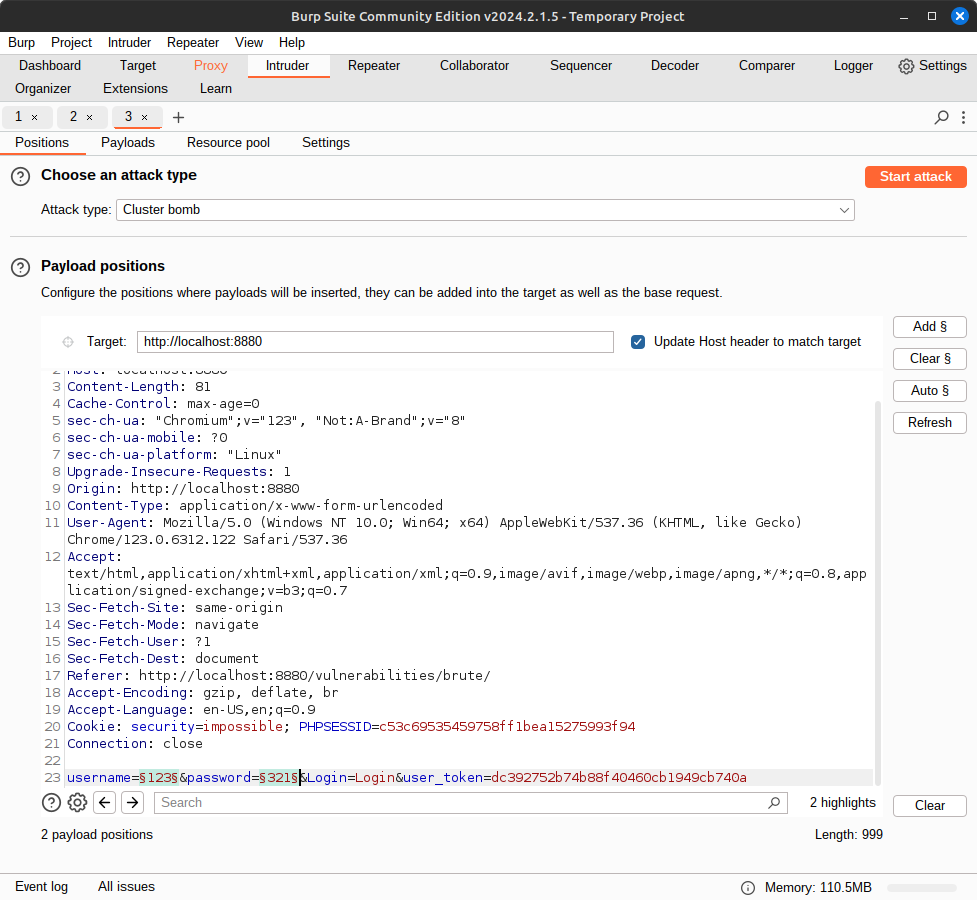 Burp Suite Community Edition v2024.2.1.5 - Temporary Project
Burp Project Intruder Repeater View Help
Dashboard Target Proxy Intruder Repeater Collaborator Sequencer Decoder Comparer Logger Settings
Organizer Extensions Learn
1 × 2 × 3 × +
Positions Payloads Resource pool Settings
? Choose an attack type Start attack
Attack type: Cluster bomb
? Payload positions
Configure the positions where payloads will be inserted, they can be added into the target as well as the base request.
Add §
Target: http://localhost:8880 Update Host header to match target
Clear §
Auto §
Refresh
2 Host: localhost:8880
3 Content-Length: 81
4 Cache-Control: max-age=0
5 sec-ch-ua: "Chromium";v="123", "Not:A-Brand";v="8"
6 sec-ch-ua-mobile: ?0
7 sec-ch-ua-platform: "Linux"
8 Upgrade-Insecure-Requests: 1
9 Origin: http://localhost:8880
10 Content-Type: application/x-www-form-urlencoded
11 User-Agent: Mozilla/5.0 (Windows NT 10.0; Win64; x64) AppleWebKit/537.36 (KHTML, like Gecko)
Chrome/123.0.6312.122 Safari/537.36
12 Accept:
text/html,application/xhtml+xml,application/xml;q=0.9,image/avif,image/webp,image/apng,*/*;q=0.8,app
lication/signed-exchange;v=b3;q=0.7
13 Sec-Fetch-Site: same-origin
14 Sec-Fetch-Mode: navigate
15 Sec-Fetch-User: ?1
16 Sec-Fetch-Dest: document
17 Referer: http://localhost:8880/vulnerabilities/brute/
18 Accept-Encoding: gzip, deflate, br
19 Accept-Language: en-US,en;q=0.9
20 Cookie: security=impossible; PHPSESSID=c53c69535459758ff1bea15275993f94
21 Connection: close
22
23 username=§123§&password=§321§&Login=Login&user_token=dc392752b74b88f40460cb1949cb740a
? Search 2 highlights Clear
2 payload positions Length: 999
Event log All issues Memory: 110.5MB